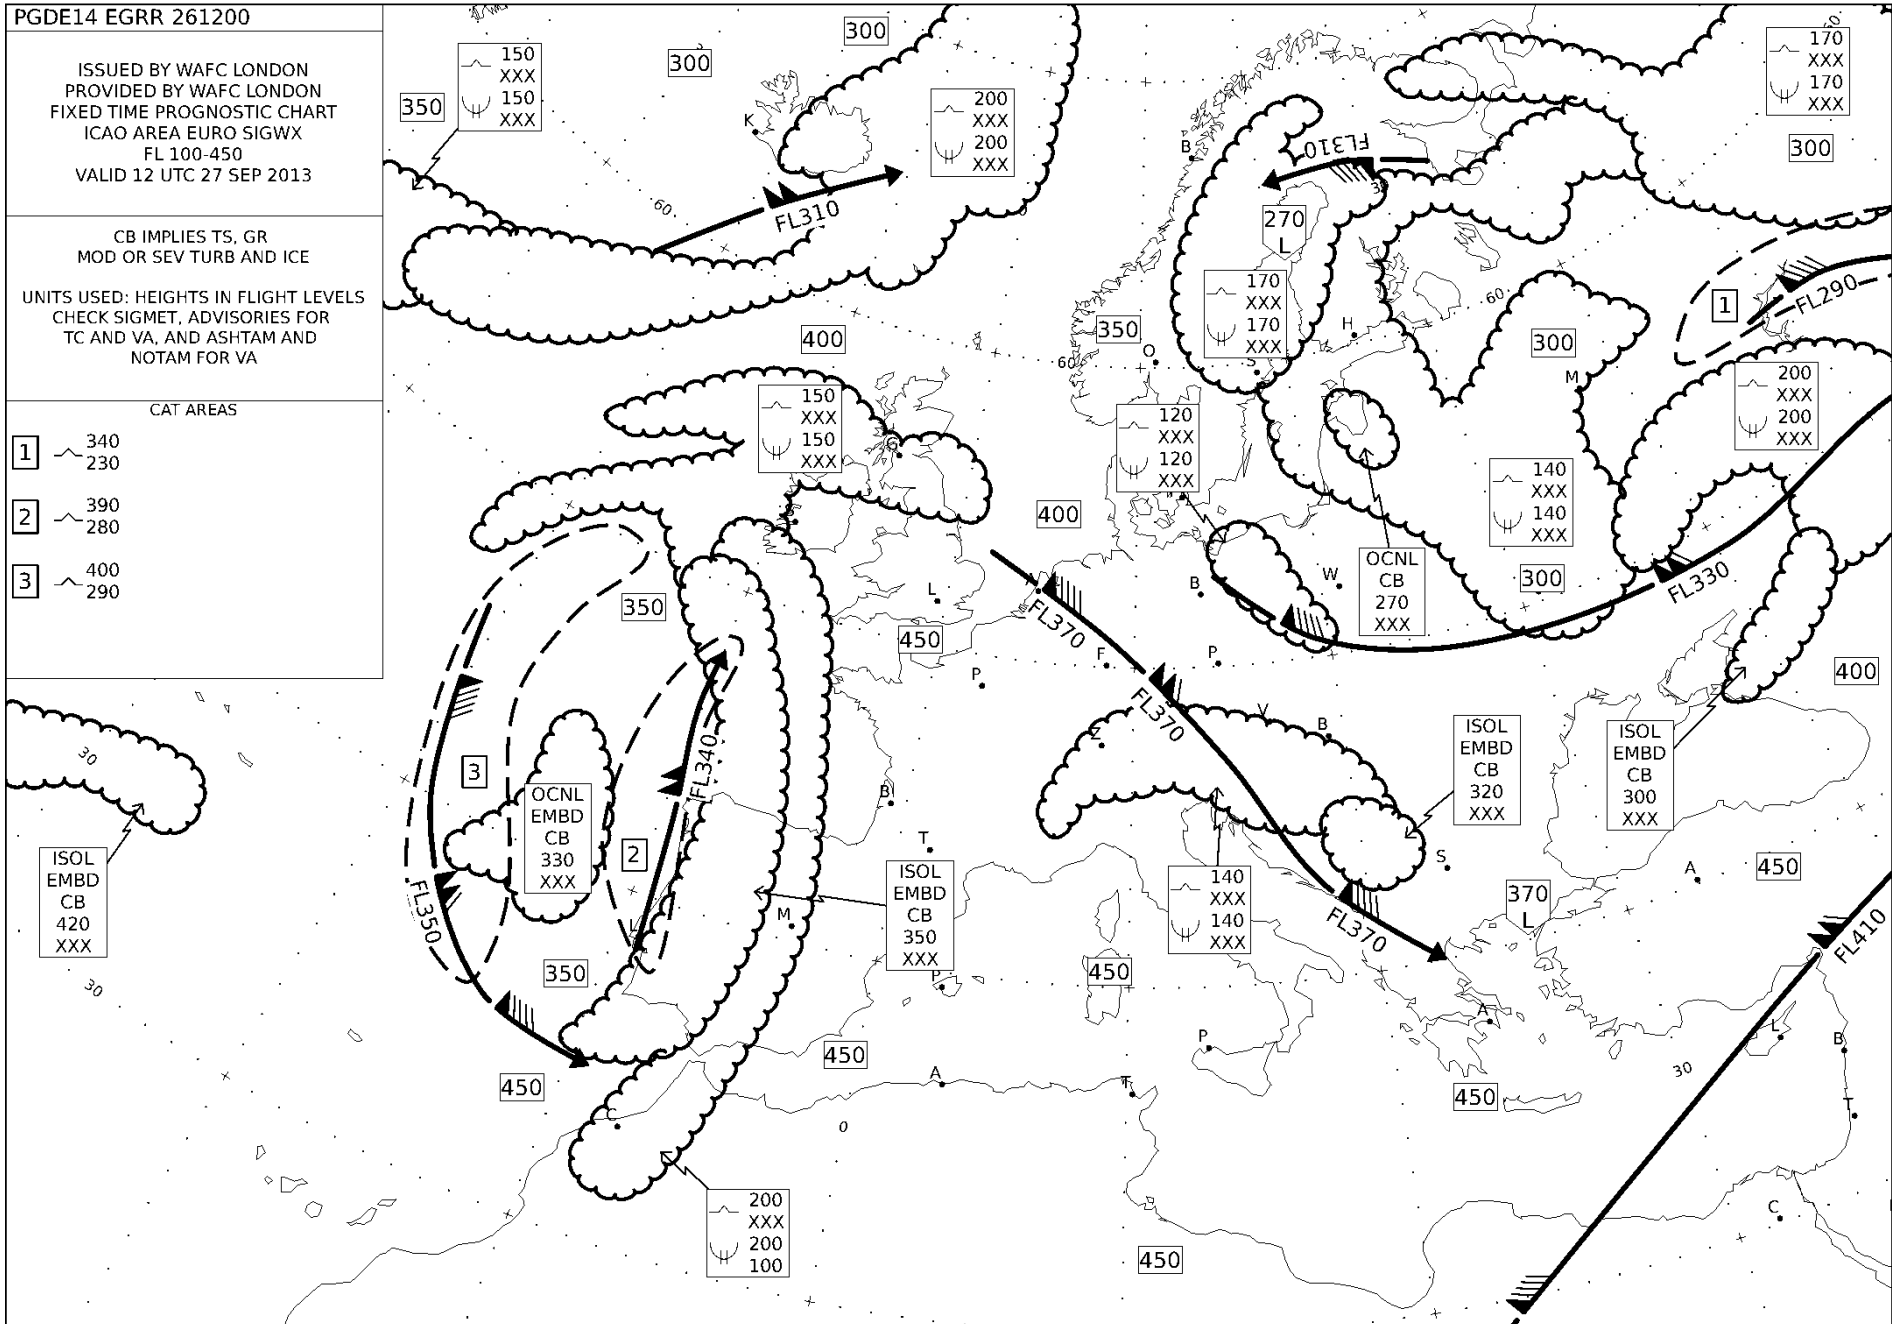 PGDE14 EGRR 261200
ISSUED BY WAFC LONDON
PROVIDED BY WAFC LONDON
FIXED TIME PROGNOSTIC CHART
ICAO AREA EURO SIGWX
FL 100-450
VALID 12 UTC 27 SEP 2013
CB IMPLIES TS, GR
MOD OR SEV TURB AND ICE
UNITS USED: HEIGHTS IN FLIGHT LEVELS
CHECK SIGMET, ADVISORIES FOR
TC AND VA, AND ASHTAM AND
NOTAM FOR VA
CAT AREAS
1
340
230
2
390
280
3
400
290
350
150
XXX
150
XXX
300
300
K
200
XXX
200
XXX
60
FL310
B
FL310
30
270
L
170
XXX
170
XXX
300
170
XXX
170
XXX
60
1
FL290
60
350
O
S
H
60
300
M
400
150
XXX
150
XXX
G
120
XXX
120
XXX
140
XXX
140
XXX
200
XXX
200
XXX
400
S
OCNL
CB
270
XXX
300
FL330
350
L
450
B
W
FL370
F
P
P
FL370
400
30
ISOL
EMBD
CB
420
XXX
30
3
OCNL
EMBD
CB
330
XXX
2
FL340
FL350
350
L
B
T
M
ISOL
EMBD
CB
350
XXX
P
Z
V
B
ISOL
EMBD
CB
320
XXX
ISOL
EMBD
CB
300
XXX
S
140
XXX
140
XXX
370
L
FL370
A
450
FL410
450
450
450
A
T
P
A
450
L
B
30
T
C
C
0
200
XXX
200
100
450